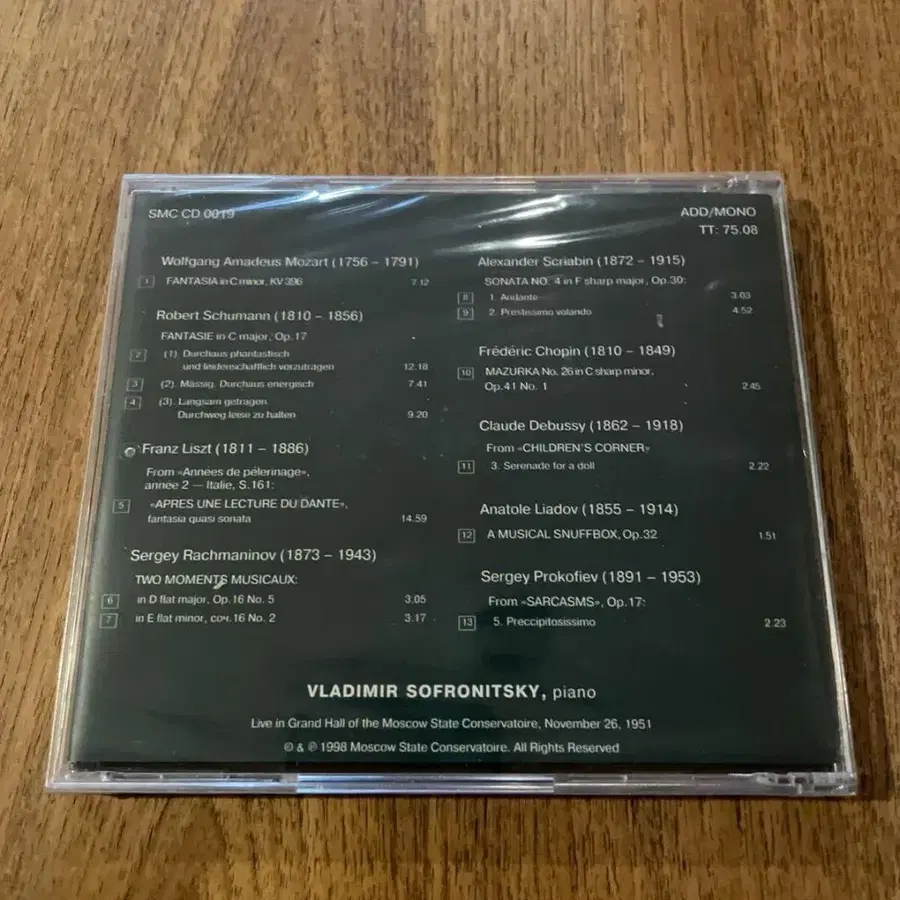 SMC CD 0019
ADD/MONO
TT: 75.08
Wolfgang Amadeus Mozart (1756 – 1791)
1 FANTASIA in C minor, KV 396 7.12
Robert Schumann (1810 – 1856)
FANTASIE in C major, Op.17
2 (1). Durchaus phantastisch
und leidenschafflich vorzutragen 12.18
3 (2). Mässig. Durchaus energisch 7.41
4 (3). Langsam getragen.
Durchweg leise zu halten 9.20
Franz Liszt (1811 – 1886)
From «Années de pélerinage»,
année 2 — Italie, S.161:
5 «APRES UNE LECTURE DU DANTE»,
fantasia quasi sonata 14.59
Sergey Rachmaninov (1873 – 1943)
TWO MOMENTS MUSICAUX:
6 in D flat major, Op.16 No. 5 3.05
7 in E flat minor, соч.16 No. 2 3.17
Alexander Scriabin (1872 – 1915)
SONATA NO. 4 in F sharp major, Op.30:
8 1. Andante 3.03
9 2. Prestissimo volando 4.52
Frédéric Chopin (1810 – 1849)
10 MAZURKA No. 26 in C sharp minor,
Op.41 No. 1 2.45
Claude Debussy (1862 – 1918)
From «CHILDREN'S CORNER»
11 3. Serenade for a doll 2.22
Anatole Liadov (1855 – 1914)
12 A MUSICAL SNUFFBOX, Op.32 1.51
Sergey Prokofiev (1891 – 1953)
From «SARCASMS», Op.17:
13 5. Preccipitosissimo 2.23
VLADIMIR SOFRONITSKY, piano
Live in Grand Hall of the Moscow State Conservatoire, November 26, 1951
© & ℗ 1998 Moscow State Conservatoire. All Rights Reserved